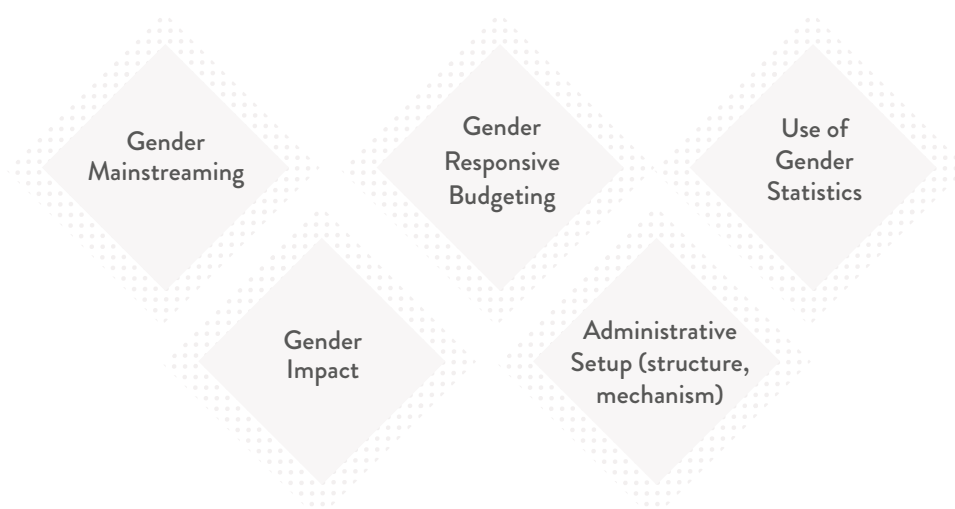 Gender
Mainstreaming
Gender
Responsive
Budgeting
Use of
Gender
Statistics
Gender
Impact
Administrative
Setup (structure,
mechanism)